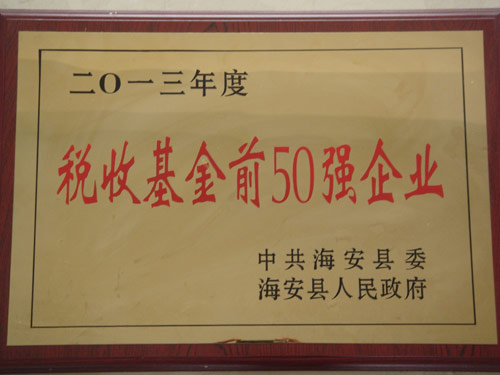 二O一三年度
税收基金前50强企业
中共海安县委
海安县人民政府